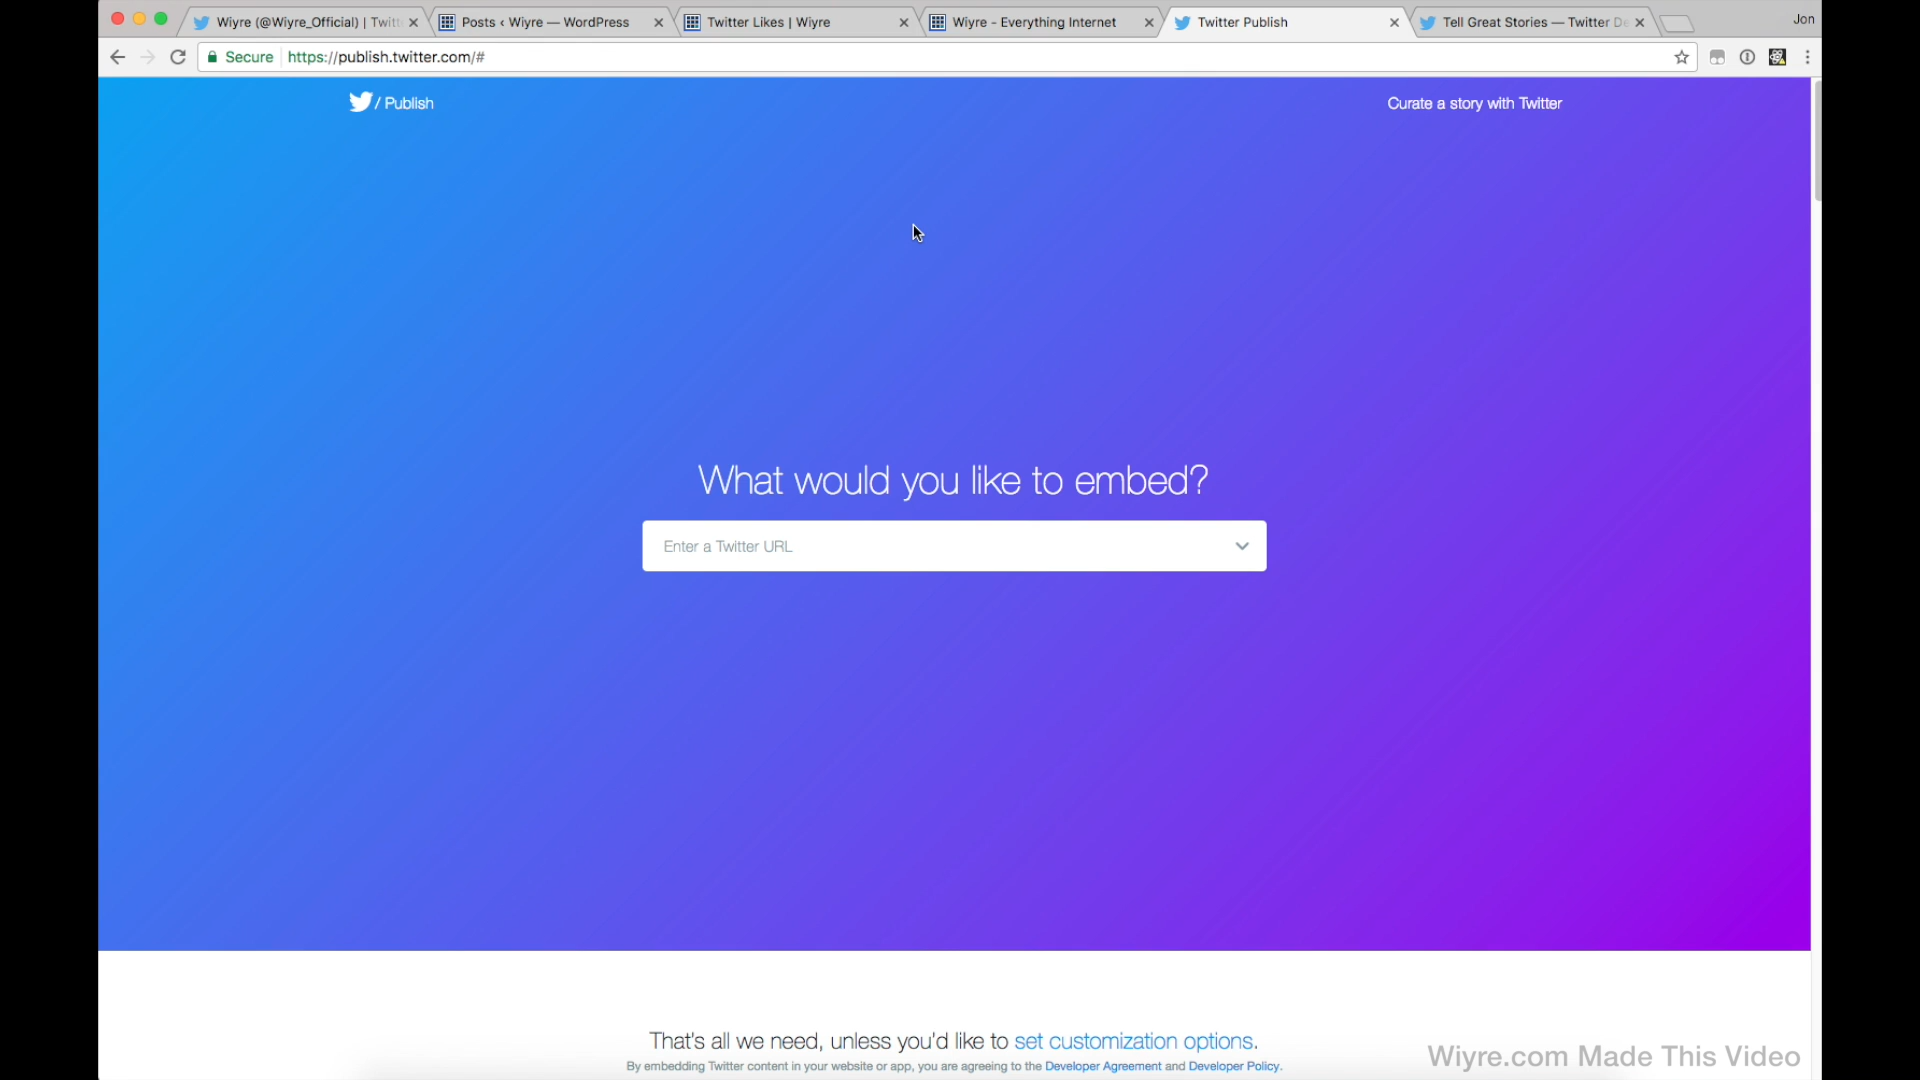 Wiyre (@Wiyre_Official) | Twitt
Posts ‹ Wiyre — WordPress
Twitter Likes | Wiyre
Wiyre - Everything Internet
Twitter Publish
Tell Great Stories — Twitter De
Jon
Secure
https://publish.twitter.com/#
/ Publish
Curate a story with Twitter
What would you like to embed?
Enter a Twitter URL
That's all we need, unless you'd like to set customization options.
By embedding Twitter content in your website or app, you are agreeing to the Developer Agreement and Developer Policy.
Wiyre.com Made This Video